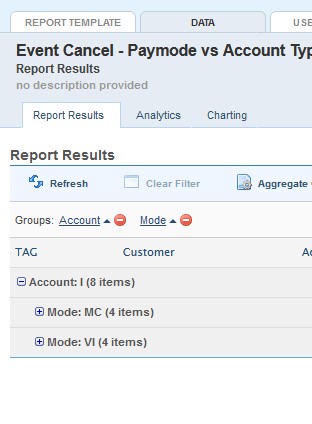 REPORT TEMPLATE DATA USE
Event Cancel - Paymode vs Account Typ
Report Results
no description provided
Report Results Analytics Charting
Report Results
Refresh Clear Filter Aggregate
Groups: Account Mode
TAG Customer Ac
Account: I (8 items)
Mode: MC (4 items)
Mode: VI (4 items)